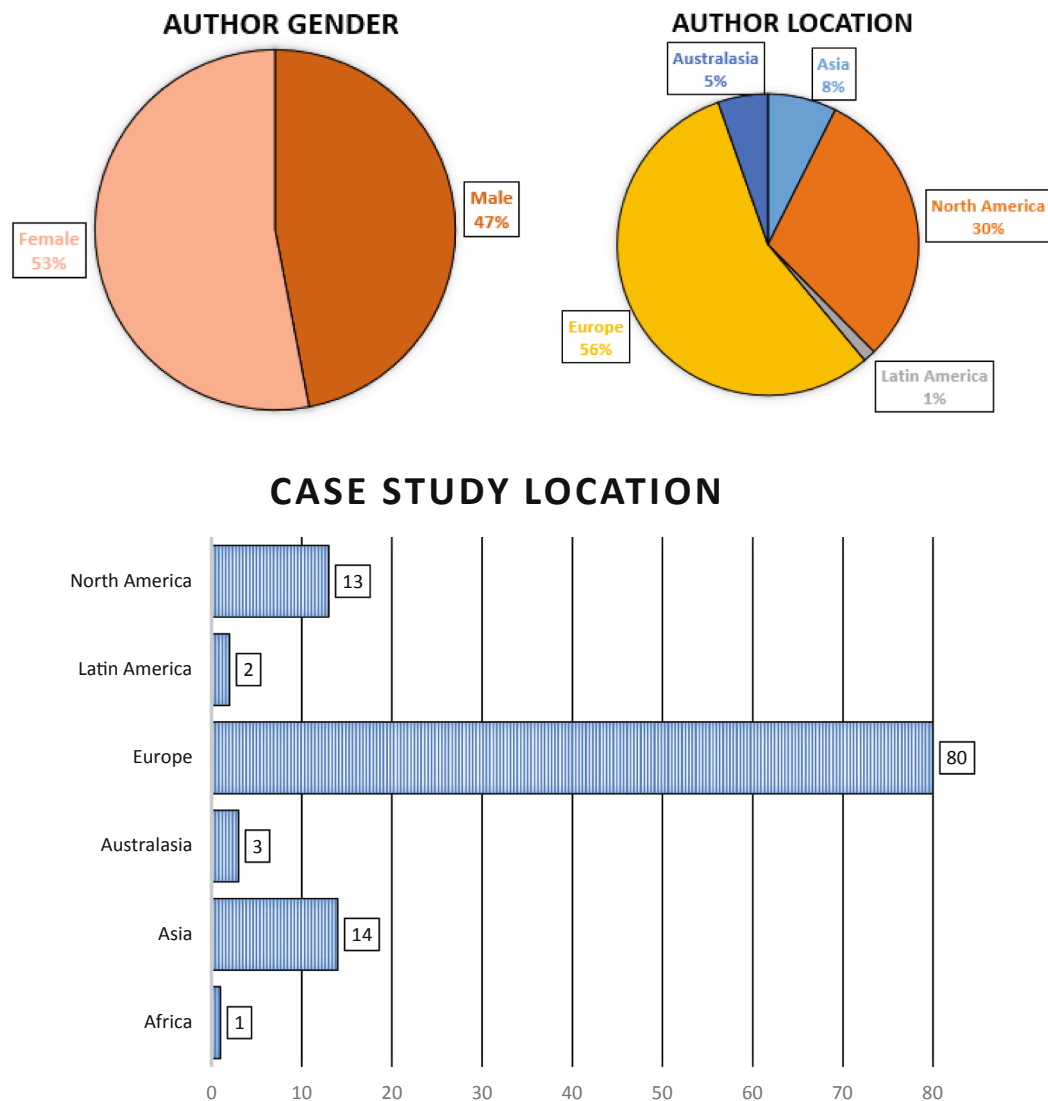 AUTHOR GENDER
Male
47%
Female
53%
AUTHOR LOCATION
Australasia
5%
Asia
8%
North America
30%
Europe
56%
Latin America
1%
CASE STUDY LOCATION
North America
13
Latin America
2
Europe
80
Australasia
3
Asia
14
Africa
1
0 10 20 30 40 50 60 70 80